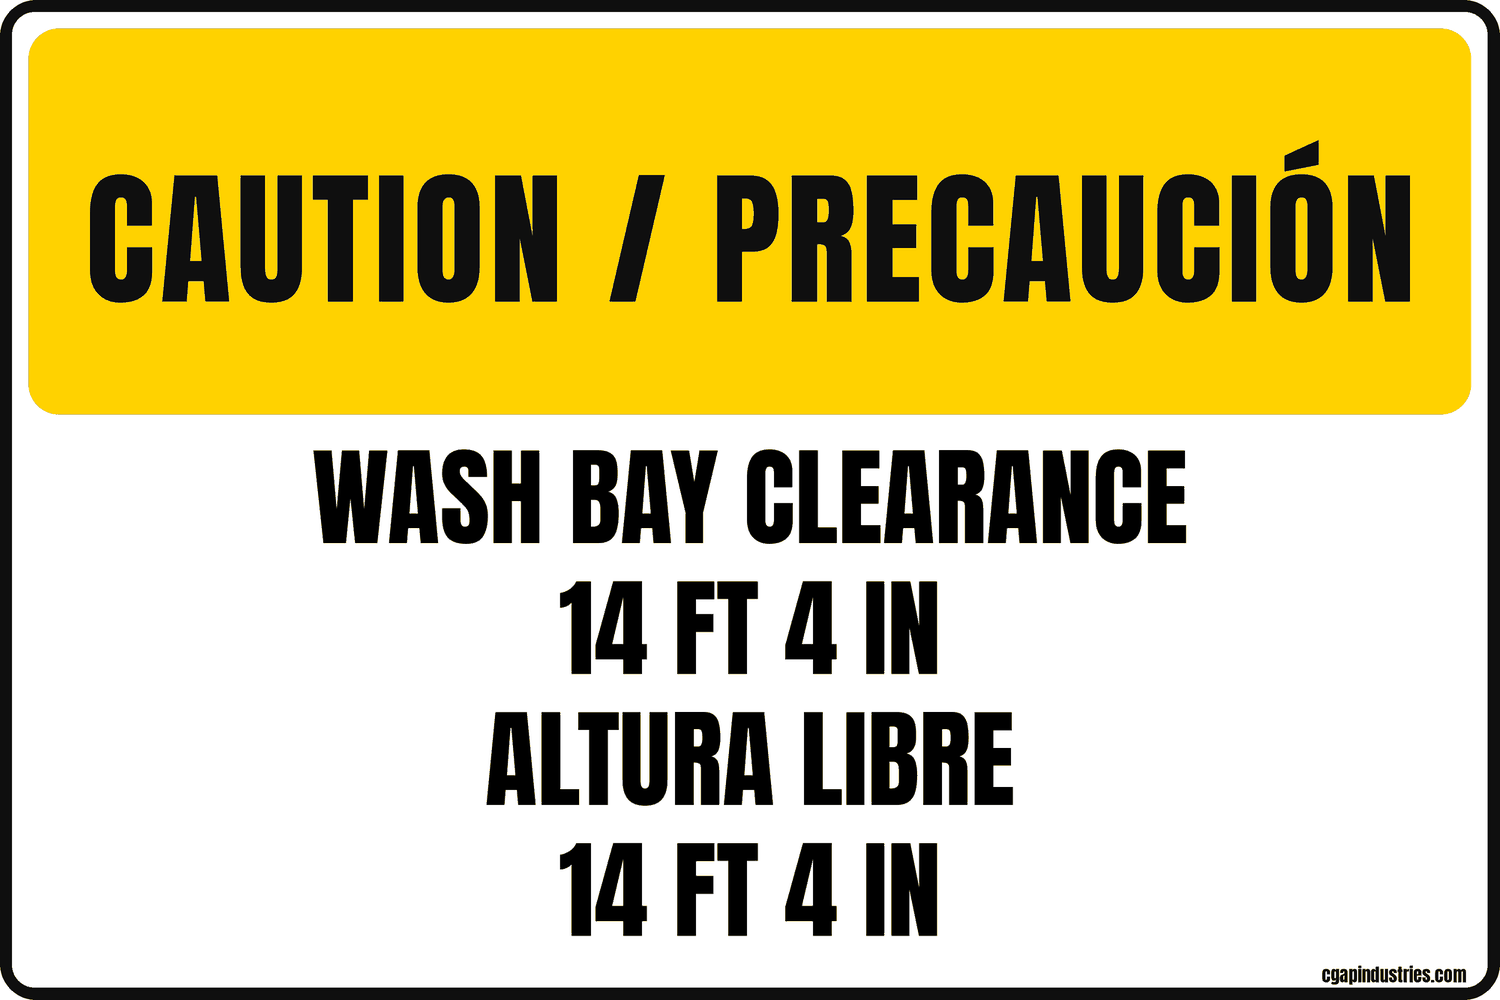 CAUTION / PRECAUCIÓN
WASH BAY CLEARANCE
14 FT 4 IN
ALTURA LIBRE
14 FT 4 IN
cgapindustries.com